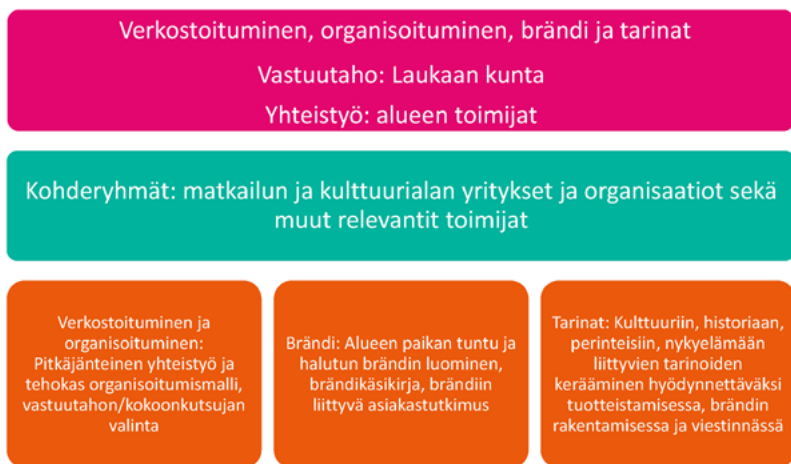 Verkostoituminen, organisoituminen, brändi ja tarinat
Vastuutaho: Laukaan kunta
Yhteistyö: alueen toimijat
Kohderyhmät: matkailun ja kulttuurialan yritykset ja organisaatiot sekä
muut relevantit toimijat
Verkostoituminen ja
organisoituminen:
Pitkäjänteinen yhteistyö ja
tehokas organisoitumismalli,
vastuutahon/kokoonkutsujan
valinta
Brändi: Alueen paikan tuntu ja
halutun brändin luominen,
brändikäsikirja, brändiin
liittyvä asiakastutkimus
Tarinat: Kulttuuriin, historiaan,
perinteisiin, nykyelämään
liittyvien tarinoiden
kerääminen hyödynnettäväksi
tuotteistamisessa, brändin
rakentamisessa ja viestinnässä